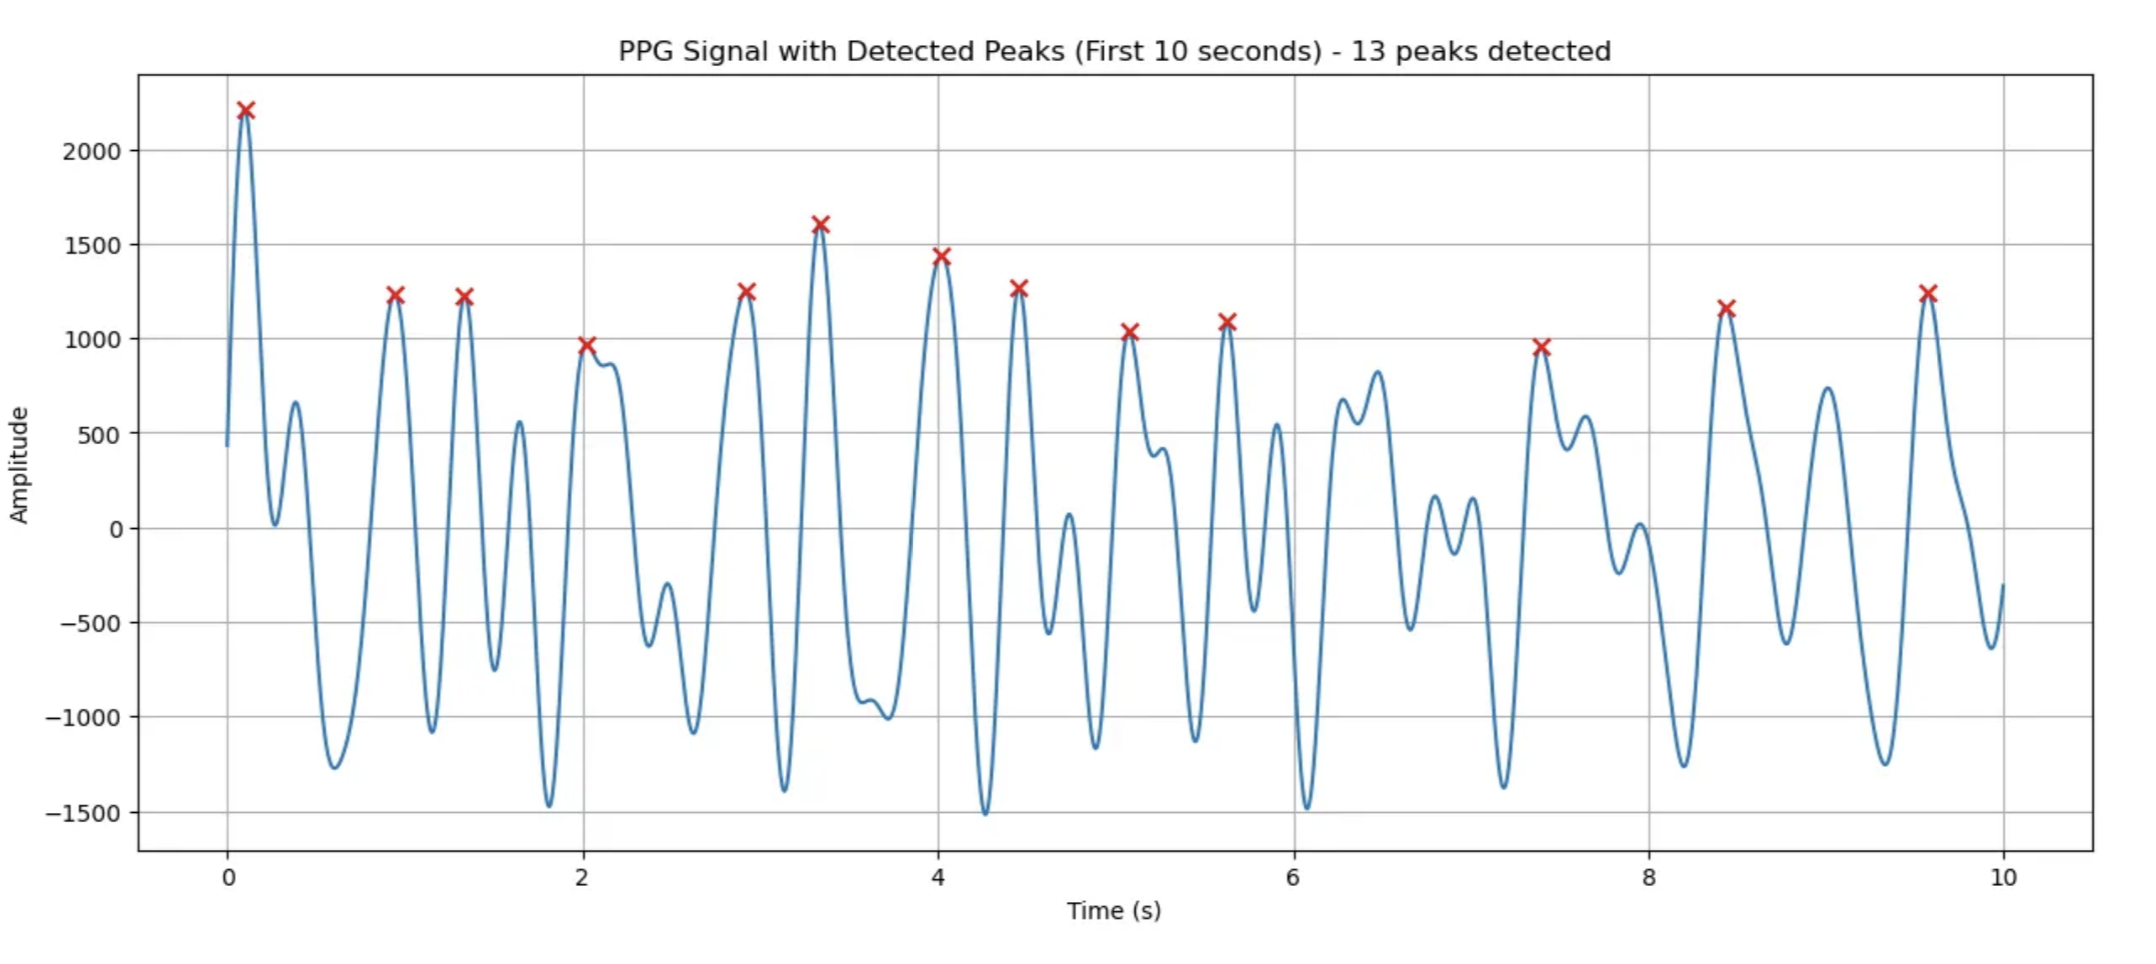 PPG Signal with Detected Peaks (First 10 seconds) - 13 peaks detected
Amplitude
2000
1500
1000
500
0
−500
−1000
−1500
0 2 4 6 8 10
Time (s)